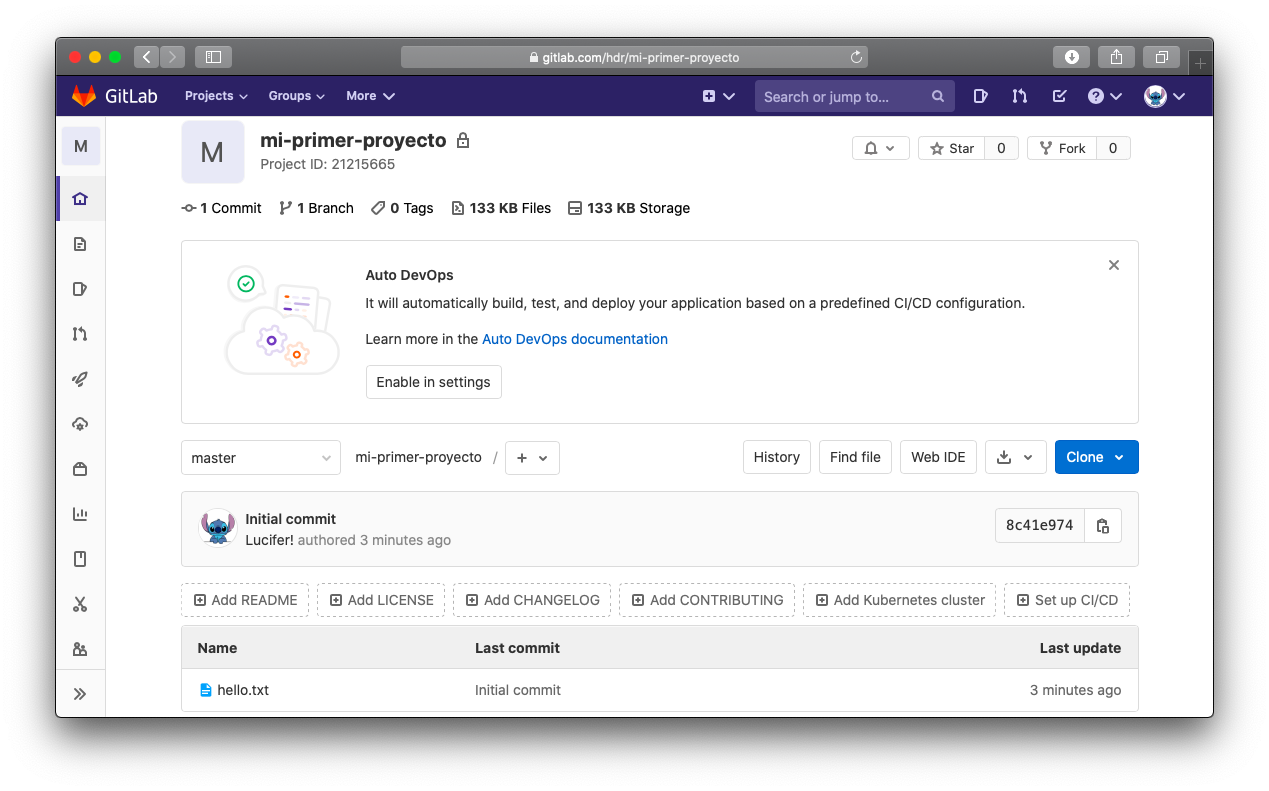 gitlab.com/hdr/mi-primer-proyecto
GitLab Projects Groups More Search or jump to...
M
M
mi-primer-proyecto
Project ID: 21215665
Star 0 Fork 0
1 Commit 1 Branch 0 Tags 133 KB Files 133 KB Storage
Auto DevOps
It will automatically build, test, and deploy your application based on a predefined CI/CD configuration.
Learn more in the Auto DevOps documentation
Enable in settings
master mi-primer-proyecto / + History Find file Web IDE Clone
Initial commit
Lucifer! authored 3 minutes ago
8c41e974
Add README Add LICENSE Add CHANGELOG Add CONTRIBUTING Add Kubernetes cluster Set up CI/CD
Name Last commit Last update
hello.txt Initial commit 3 minutes ago